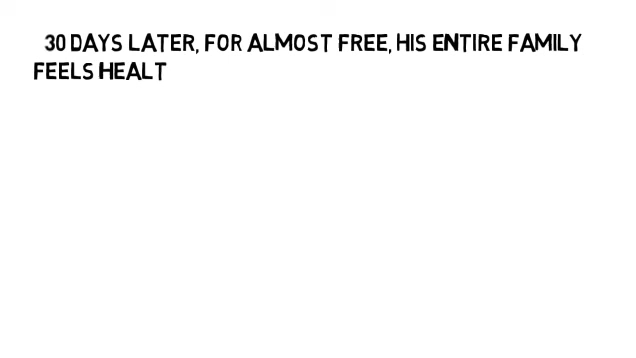 30 DAYS LATER, FOR ALMOST FREE, HIS ENTIRE FAMILY
FEELS HEALT